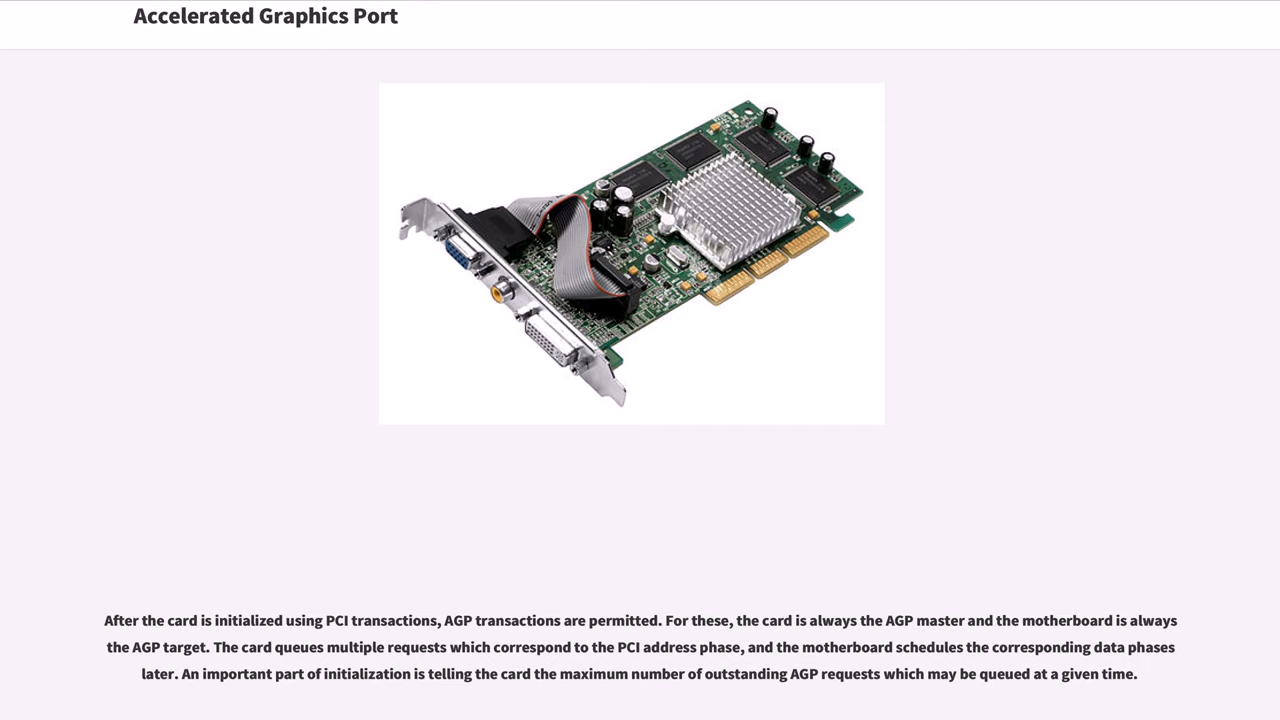 Accelerated Graphics Port
After the card is initialized using PCI transactions, AGP transactions are permitted. For these, the card is always the AGP master and the motherboard is always
the AGP target. The card queues multiple requests which correspond to the PCI address phase, and the motherboard schedules the corresponding data phases
later. An important part of initialization is telling the card the maximum number of outstanding AGP requests which may be queued at a given time.